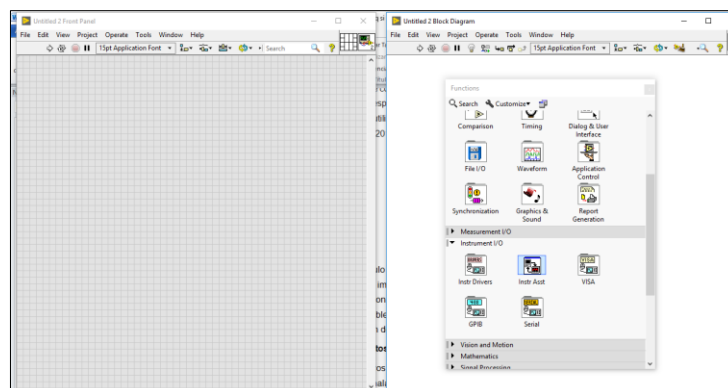 Untitled 2 Front Panel
File Edit View Project Operate Tools Window Help
15pt Application Font
Search
Untitled 2 Block Diagram
File Edit View Project Operate Tools Window Help
15pt Application Font
Functions
Search Customize
Comparison Timing Dialog & User Interface
File I/O Waveform Application Control
Synchronization Graphics & Sound Report Generation
Measurement I/O
Instrument I/O
Instr Drivers Instr Asst VISA
GPIB Serial
Vision and Motion
Mathematics
Signal Processing